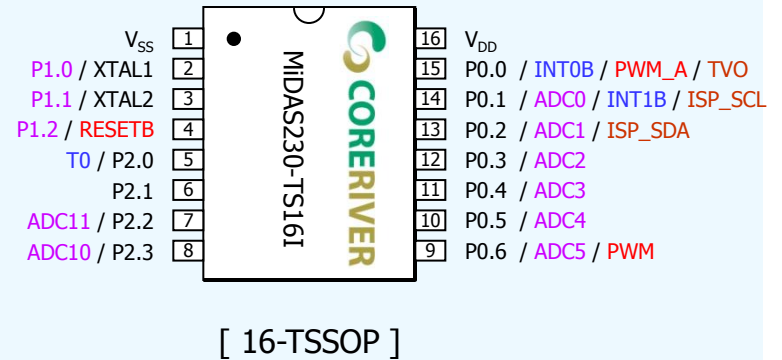 V_SS 1
P1.0 / XTAL1 2
P1.1 / XTAL2 3
P1.2 / RESETB 4
T0 / P2.0 5
P2.1 6
ADC11 / P2.2 7
ADC10 / P2.3 8
MiDAS230-TS16I
CORERIVER
16 V_DD
15 P0.0 / INT0B / PWM_A / TVO
14 P0.1 / ADC0 / INT1B / ISP_SCL
13 P0.2 / ADC1 / ISP_SDA
12 P0.3 / ADC2
11 P0.4 / ADC3
10 P0.5 / ADC4
9 P0.6 / ADC5 / PWM
[ 16-TSSOP ]